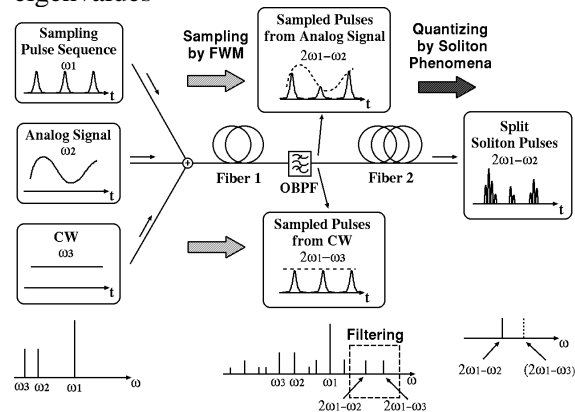 eigenvalues
Sampling
Pulse Sequence
ω1
t
Sampling
by FWM
Sampled Pulses
from Analog Signal
2ω1−ω2
t
Quantizing
by Soliton
Phenomena
Analog Signal
ω2
t
Fiber 1
OBPF
Fiber 2
Split
Soliton Pulses
2ω1−ω2
t
CW
ω3
t
Sampled Pulses
from CW
2ω1−ω3
t
ω3 ω2 ω1 ω
Filtering
ω3 ω2 ω1 ω
2ω1−ω2 2ω1−ω3
ω
2ω1−ω2 (2ω1−ω3)